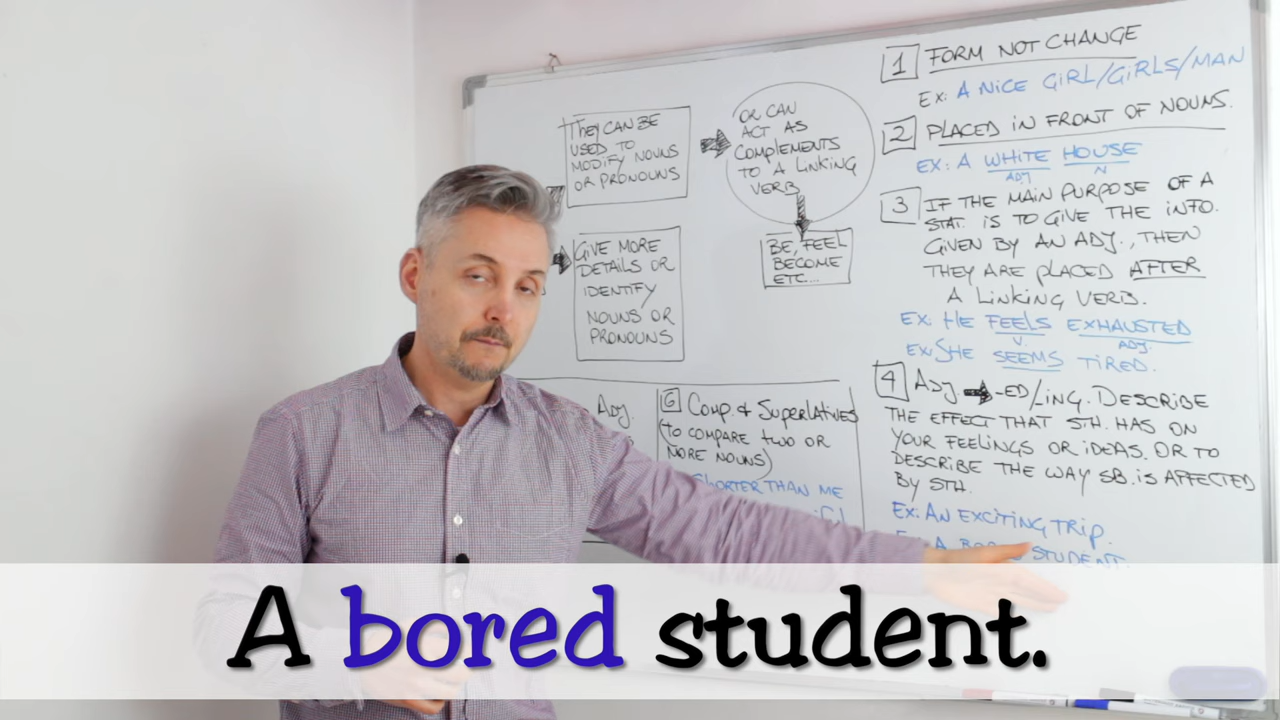 THEY CAN BE
USED TO
MODIFY NOUNS
OR PRONOUNS
OR CAN
ACT AS
COMPLEMENTS
TO A LINKING
VERB
GIVE MORE
DETAILS OR
IDENTIFY
NOUNS OR
PRONOUNS
BE, FEEL
BECOME
ETC...
ADJ.
6 COMP. & SUPERLATIVES
(TO COMPARE TWO OR
MORE NOUNS)
SHORTER THAN ME
1 FORM NOT CHANGE
EX: A NICE GIRL/GIRLS/MAN
2 PLACED IN FRONT OF NOUNS.
EX: A WHITE HOUSE
ADJ N
3 IF THE MAIN PURPOSE OF A
STAT. IS TO GIVE THE INFO.
GIVEN BY AN ADJ., THEN
THEY ARE PLACED AFTER
A LINKING VERB.
EX: HE FEELS EXHAUSTED
V. ADJ.
EX: SHE SEEMS TIRED.
4 ADJ -ED/ING. DESCRIBE
THE EFFECT THAT STH. HAS ON
YOUR FEELINGS OR IDEAS. OR TO
DESCRIBE THE WAY SB. IS AFFECTED
BY STH.
EX: AN EXCITING TRIP.
A STUDENT.
A bored student.